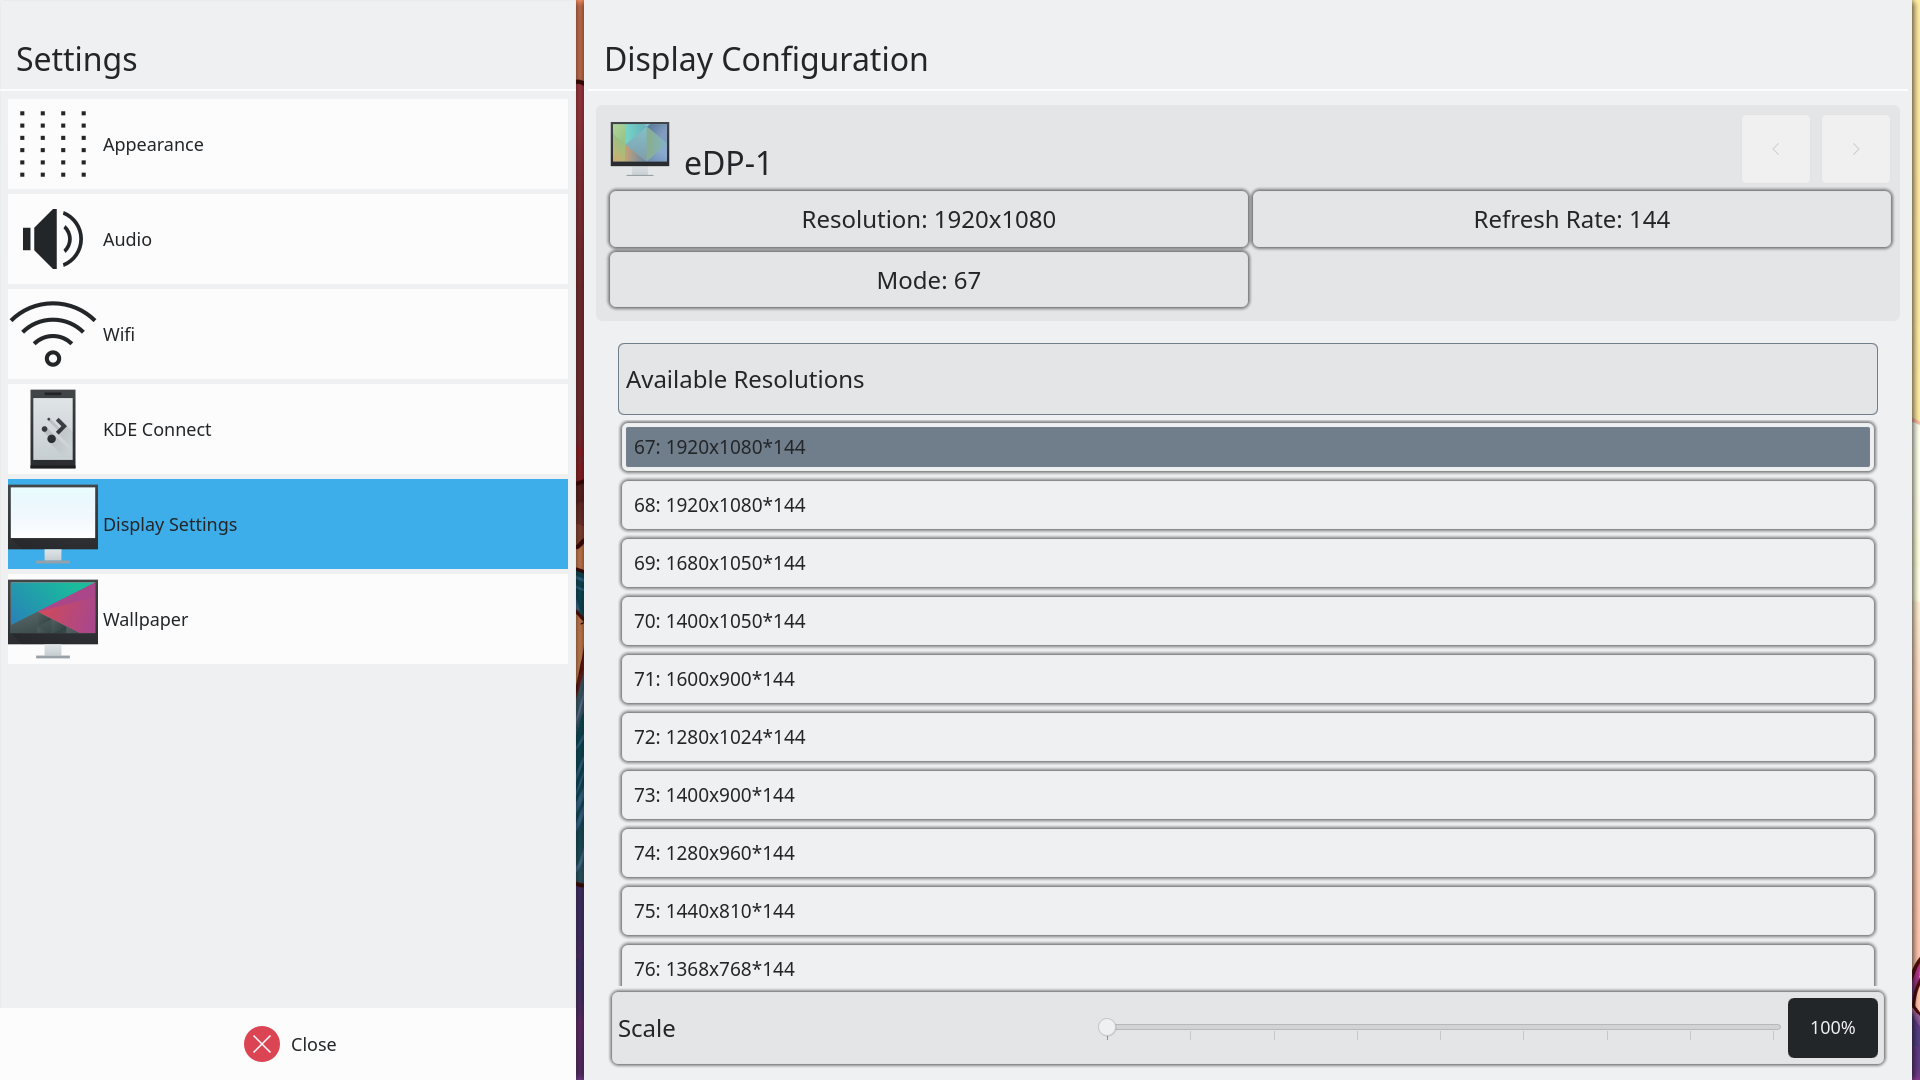 Settings
Appearance
Audio
Wifi
KDE Connect
Display Settings
Wallpaper
Close
Display Configuration
eDP-1
Resolution: 1920x1080
Refresh Rate: 144
Mode: 67
Available Resolutions
67: 1920x1080*144
68: 1920x1080*144
69: 1680x1050*144
70: 1400x1050*144
71: 1600x900*144
72: 1280x1024*144
73: 1400x900*144
74: 1280x960*144
75: 1440x810*144
76: 1368x768*144
Scale
100%